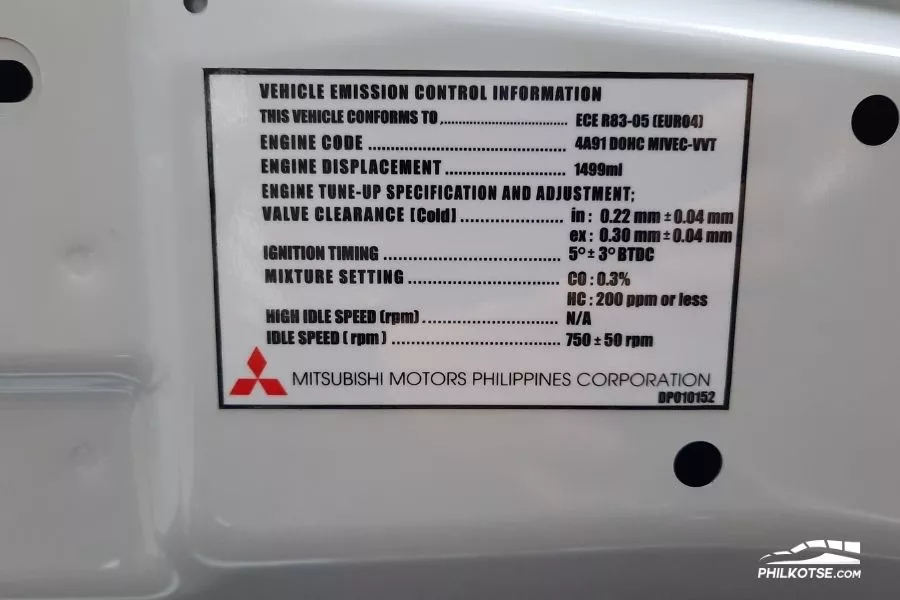 VEHICLE EMISSION CONTROL INFORMATION
THIS VEHICLE CONFORMS TO ................................ ECE R83-05 (EURO4)
ENGINE CODE ........................................ 4A91 DOHC MIVEC-VVT
ENGINE DISPLACEMENT ........................ 1499ml
ENGINE TUNE-UP SPECIFICATION AND ADJUSTMENT;
VALVE CLEARANCE [Cold] .................... in : 0.22 mm ± 0.04 mm
ex : 0.30 mm ± 0.04 mm
IGNITION TIMING ................................... 5° ± 3° BTDC
MIXTURE SETTING .............................. CO : 0.3%
HC : 200 ppm or less
HIGH IDLE SPEED (rpm) ........................... N/A
IDLE SPEED ( rpm ) ................................. 750 ± 50 rpm
MITSUBISHI MOTORS PHILIPPINES CORPORATION
DP010152
PHILKOTSE.COM